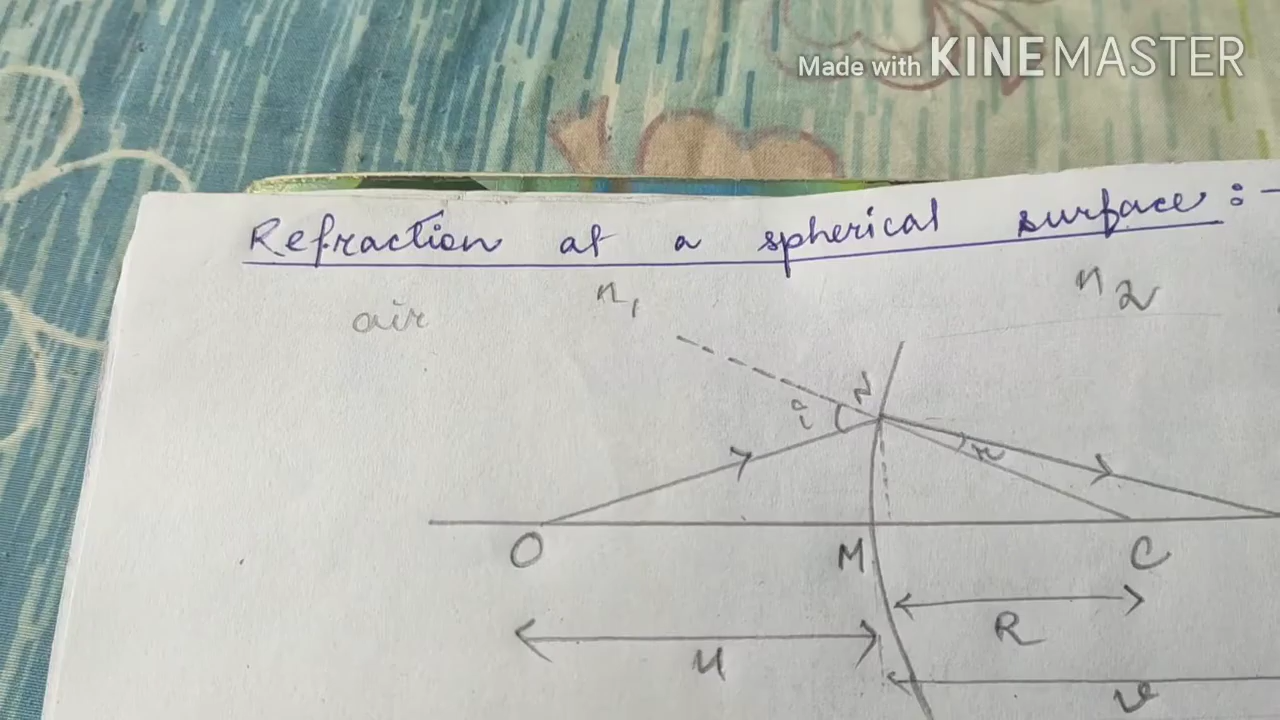 Made with KINEMASTER
Refraction at a spherical surface :-
air n₁ n₂
N
i r
O M C
R
u
v